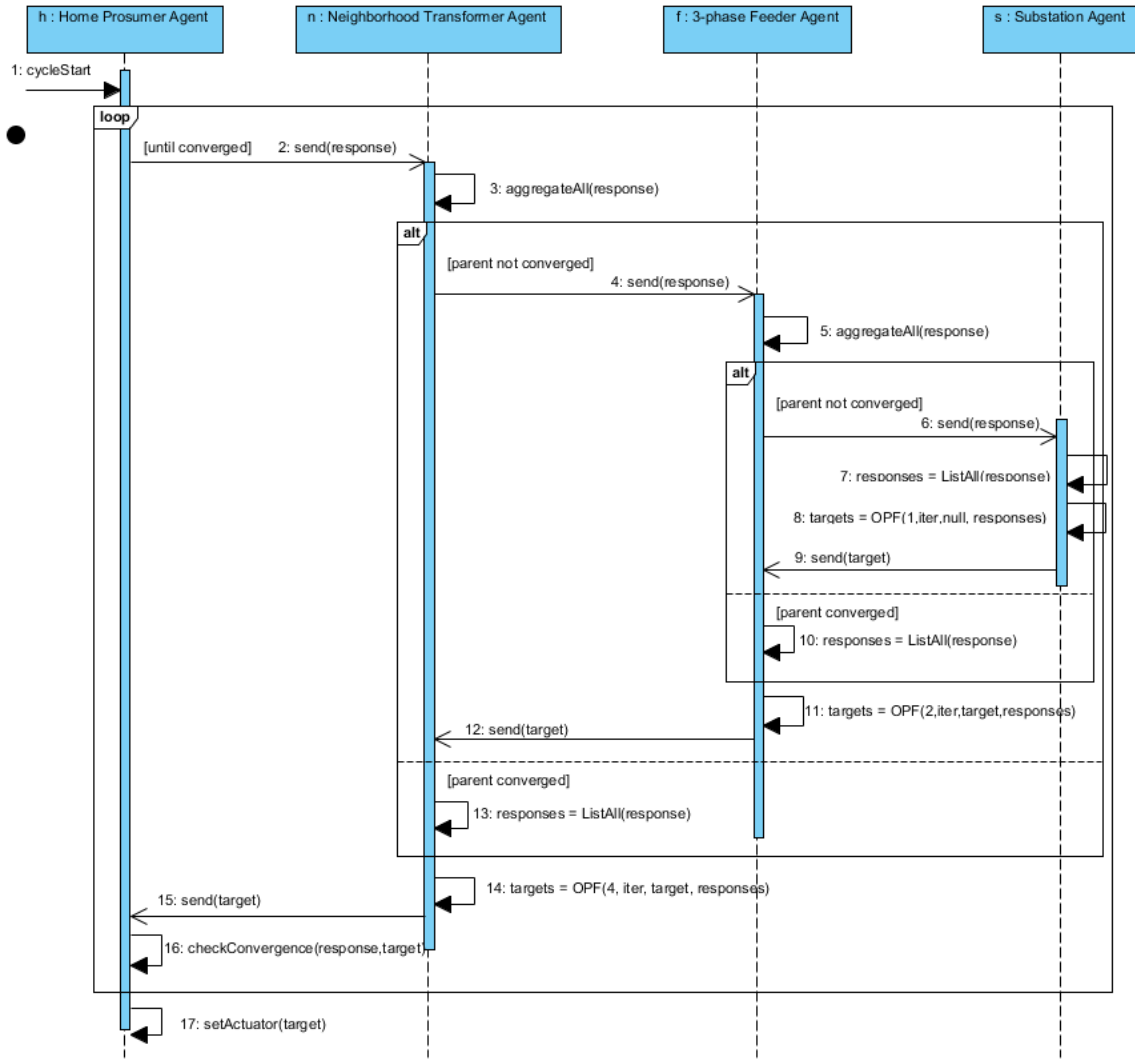 h : Home Prosumer Agent
n : Neighborhood Transformer Agent
f : 3-phase Feeder Agent
s : Substation Agent
1: cycleStart
loop
[until converged]
2: send(response)
3: aggregateAll(response)
alt
[parent not converged]
4: send(response)
5: aggregateAll(response)
alt
[parent not converged]
6: send(response)
7: responses = ListAll(response)
8: targets = OPF(1,iter,null, responses)
9: send(target)
[parent converged]
10: responses = ListAll(response)
11: targets = OPF(2,iter,target,responses)
12: send(target)
[parent converged]
13: responses = ListAll(response)
14: targets = OPF(4, iter, target, responses)
15: send(target)
16: checkConvergence(response,target)
17: setActuator(target)